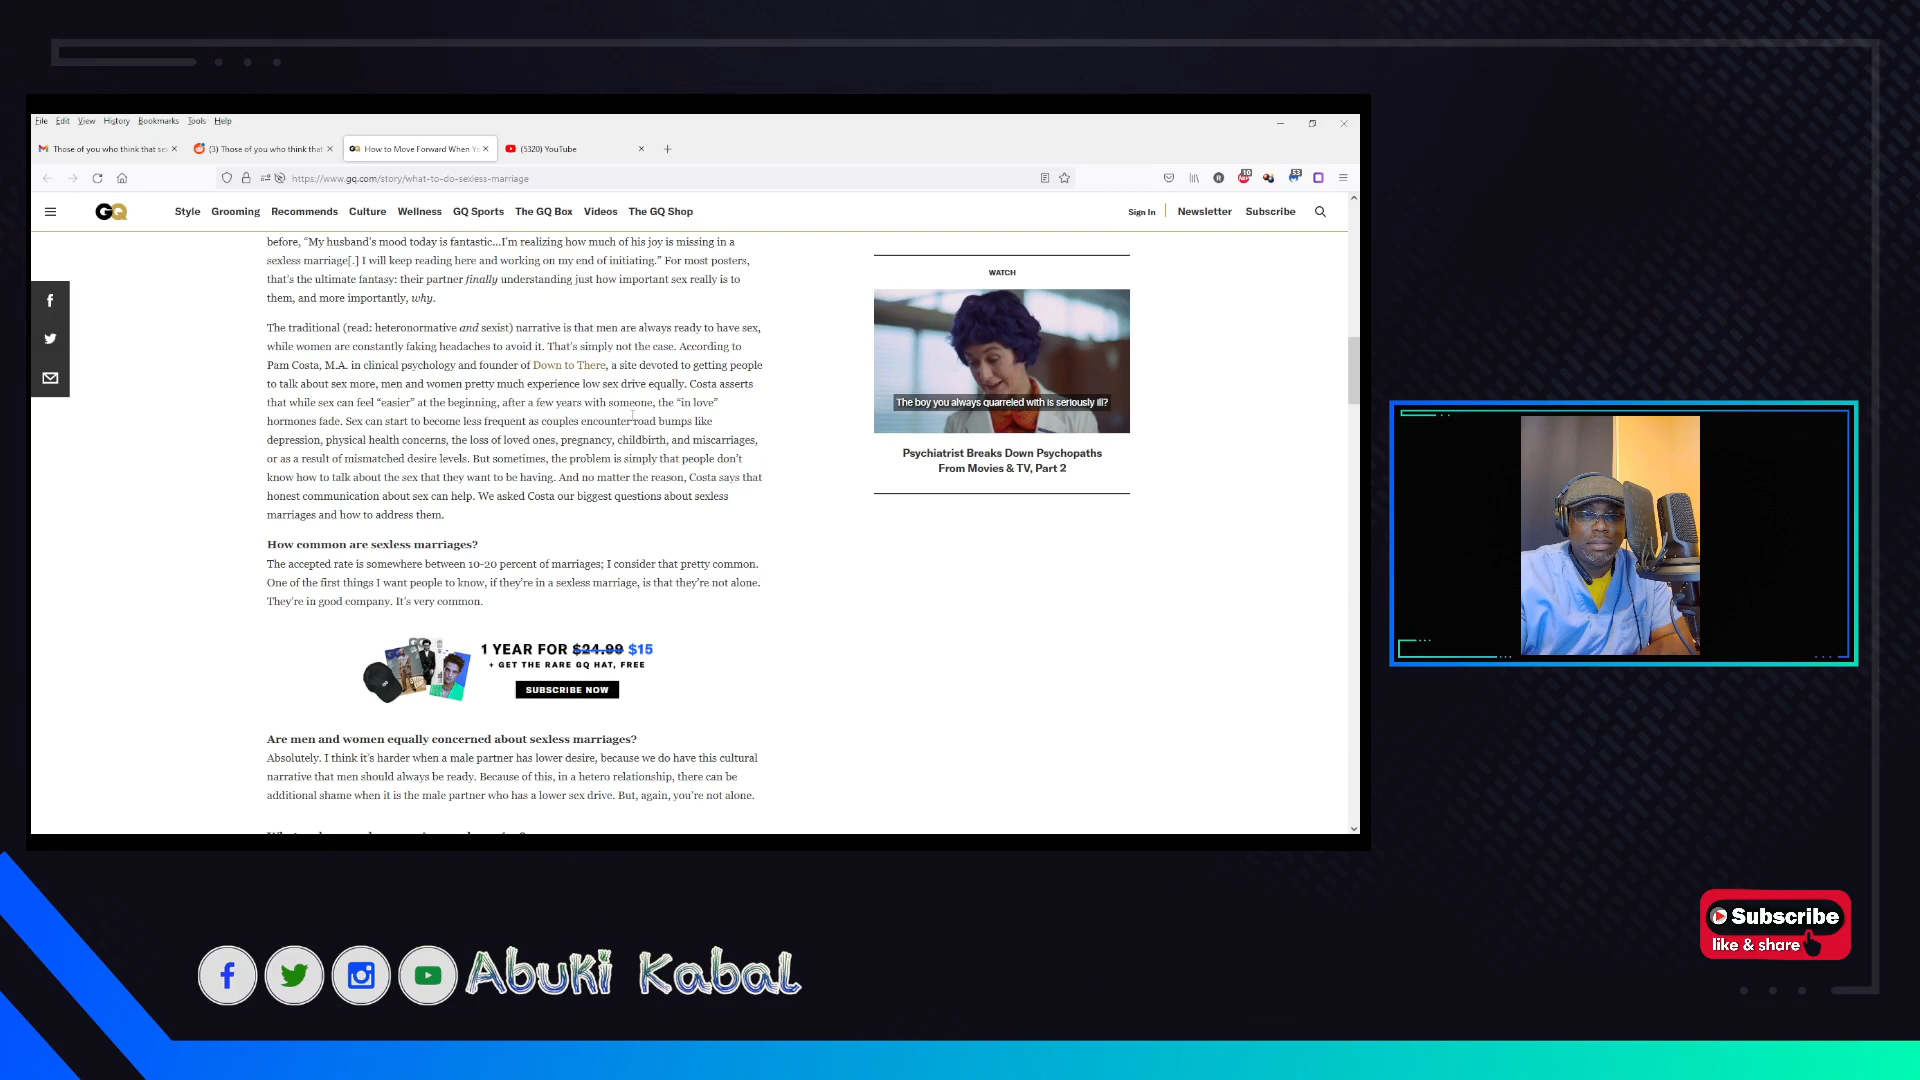 File Edit View History Bookmarks Tools Help
Those of you who think that se
(3) Those of you who think that
How to Move Forward When Yo
(5320) YouTube
https://www.gq.com/story/what-to-do-sexless-marriage
GQ Style Grooming Recommends Culture Wellness GQ Sports The GQ Box Videos The GQ Shop Sign In Newsletter Subscribe
before, “My husband’s mood today is fantastic...I’m realizing how much of his joy is missing in a
sexless marriage[.] I will keep reading here and working on my end of initiating.” For most posters,
that’s the ultimate fantasy: their partner finally understanding just how important sex really is to
them, and more importantly, why.
The traditional (read: heteronormative and sexist) narrative is that men are always ready to have sex,
while women are constantly faking headaches to avoid it. That’s simply not the case. According to
Pam Costa, M.A. in clinical psychology and founder of Down to There, a site devoted to getting people
to talk about sex more, men and women pretty much experience low sex drive equally. Costa asserts
that while sex can feel “easier” at the beginning, after a few years with someone, the “in love”
hormones fade. Sex can start to become less frequent as couples encounter road bumps like
depression, physical health concerns, the loss of loved ones, pregnancy, childbirth, and miscarriages,
or as a result of mismatched desire levels. But sometimes, the problem is simply that people don’t
know how to talk about the sex that they want to be having. And no matter the reason, Costa says that
honest communication about sex can help. We asked Costa our biggest questions about sexless
marriages and how to address them.
How common are sexless marriages?
The accepted rate is somewhere between 10-20 percent of marriages; I consider that pretty common.
One of the first things I want people to know, if they’re in a sexless marriage, is that they’re not alone.
They’re in good company. It’s very common.
1 YEAR FOR $24.99 $15
+ GET THE RARE GQ HAT, FREE
SUBSCRIBE NOW
Are men and women equally concerned about sexless marriages?
Absolutely. I think it’s harder when a male partner has lower desire, because we do have this cultural
narrative that men should always be ready. Because of this, in a hetero relationship, there can be
additional shame when it is the male partner who has a lower sex drive. But, again, you’re not alone.
WATCH
The boy you always quarreled with is seriously ill?
Psychiatrist Breaks Down Psychopaths
From Movies & TV, Part 2
Subscribe
like & share
Abuki Kabal